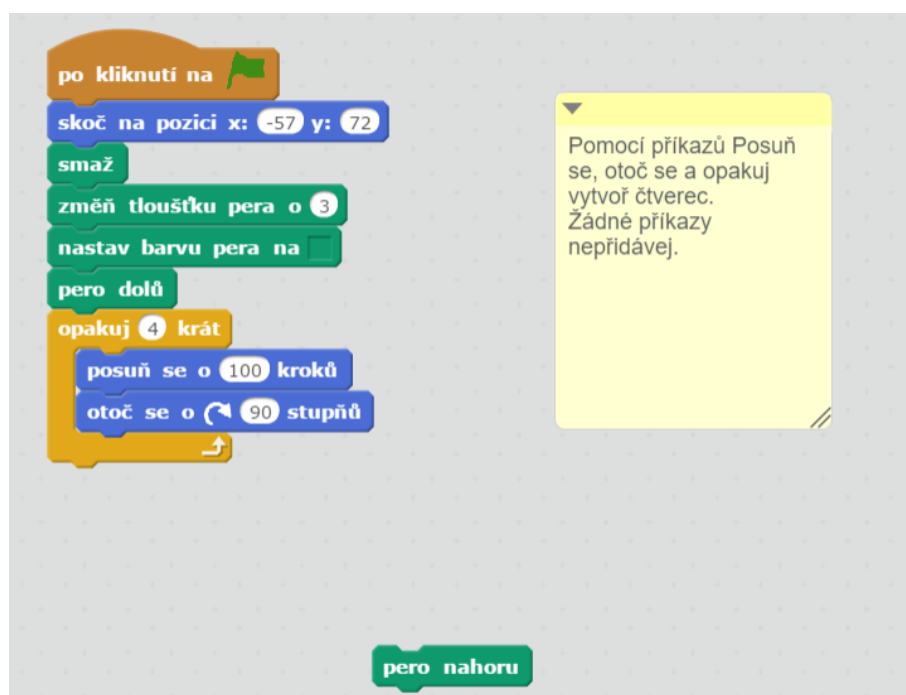 po kliknutí na
skoč na pozici x: -57 y: 72
smaž
změň tloušťku pera o 3
nastav barvu pera na
pero dolů
opakuj 4 krát
posuň se o 100 kroků
otoč se o 90 stupňů
Pomocí příkazů Posuň
se, otoč se a opakuj
vytvoř čtverec.
Žádné příkazy
nepřidávej.
pero nahoru